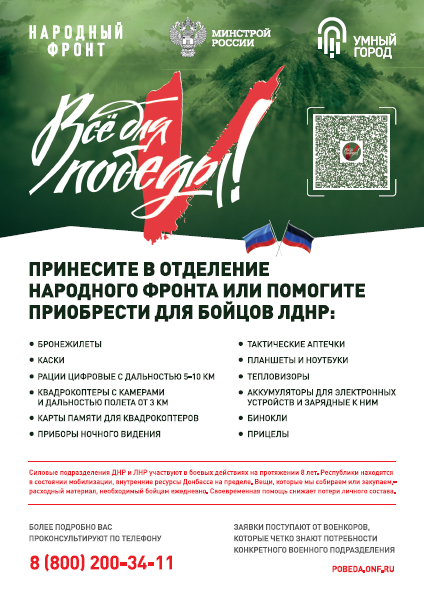 НАРОДНЫЙ
ФРОНТ
МИНСТРОЙ
РОССИИ
УМНЫЙ
ГОРОД
Всё для
победы!
ПРИНЕСИТЕ В ОТДЕЛЕНИЕ
НАРОДНОГО ФРОНТА ИЛИ ПОМОГИТЕ
ПРИОБРЕСТИ ДЛЯ БОЙЦОВ ЛДНР:
• БРОНЕЖИЛЕТЫ
• КАСКИ
• РАЦИИ ЦИФРОВЫЕ С ДАЛЬНОСТЬЮ 5-10 КМ
• КВАДРОКОПТЕРЫ С КАМЕРАМИ
И ДАЛЬНОСТЬЮ ПОЛЕТА ОТ 3 КМ
• КАРТЫ ПАМЯТИ ДЛЯ КВАДРОКОПТЕРОВ
• ПРИБОРЫ НОЧНОГО ВИДЕНИЯ
• ТАКТИЧЕСКИЕ АПТЕЧКИ
• ПЛАНШЕТЫ И НОУТБУКИ
• ТЕПЛОВИЗОРЫ
• АККУМУЛЯТОРЫ ДЛЯ ЭЛЕКТРОННЫХ
УСТРОЙСТВ И ЗАРЯДНЫЕ К НИМ
• БИНОКЛИ
• ПРИЦЕЛЫ
Силовые подразделения ДНР и ЛНР участвуют в боевых действиях на протяжении 8 лет. Республики находятся
в состоянии мобилизации, внутренние ресурсы Донбасса на пределе. Вещи, которые мы собираем или закупаем,-
расходный материал, необходимый бойцам ежедневно. Своевременная помощь снижает потери личного состава.
БОЛЕЕ ПОДРОБНО ВАС
ПРОКОНСУЛЬТИРУЮТ ПО ТЕЛЕФОНУ
8 (800) 200-34-11
ЗАЯВКИ ПОСТУПАЮТ ОТ ВОЕНКОРОВ,
КОТОРЫЕ ЧЕТКО ЗНАЮТ ПОТРЕБНОСТИ
КОНКРЕТНОГО ВОЕННОГО ПОДРАЗДЕЛЕНИЯ
POBEDA.ONF.RU